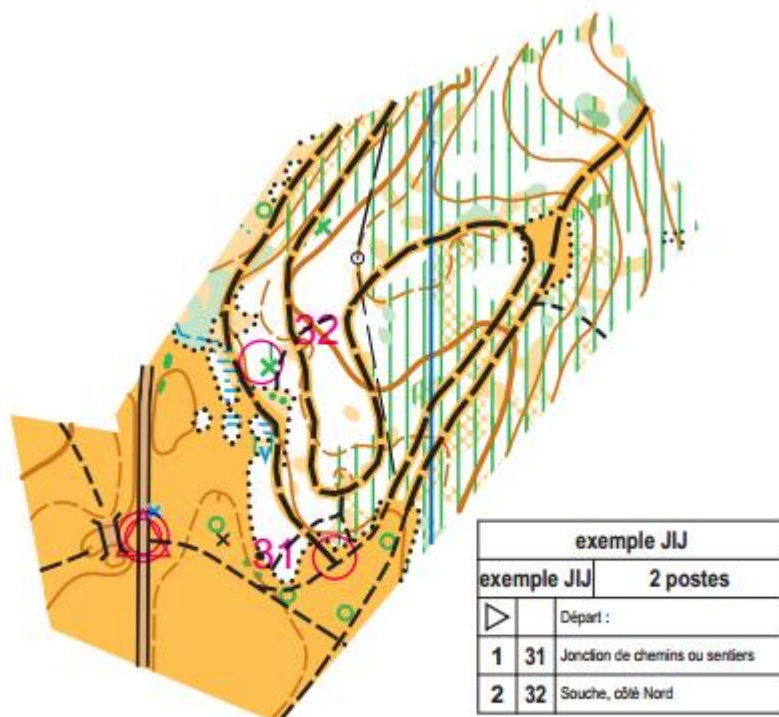 32
31
exemple JIJ
exemple JIJ 2 postes
Départ :
1 31 Jonction de chemins ou sentiers
2 32 Souche, côté Nord